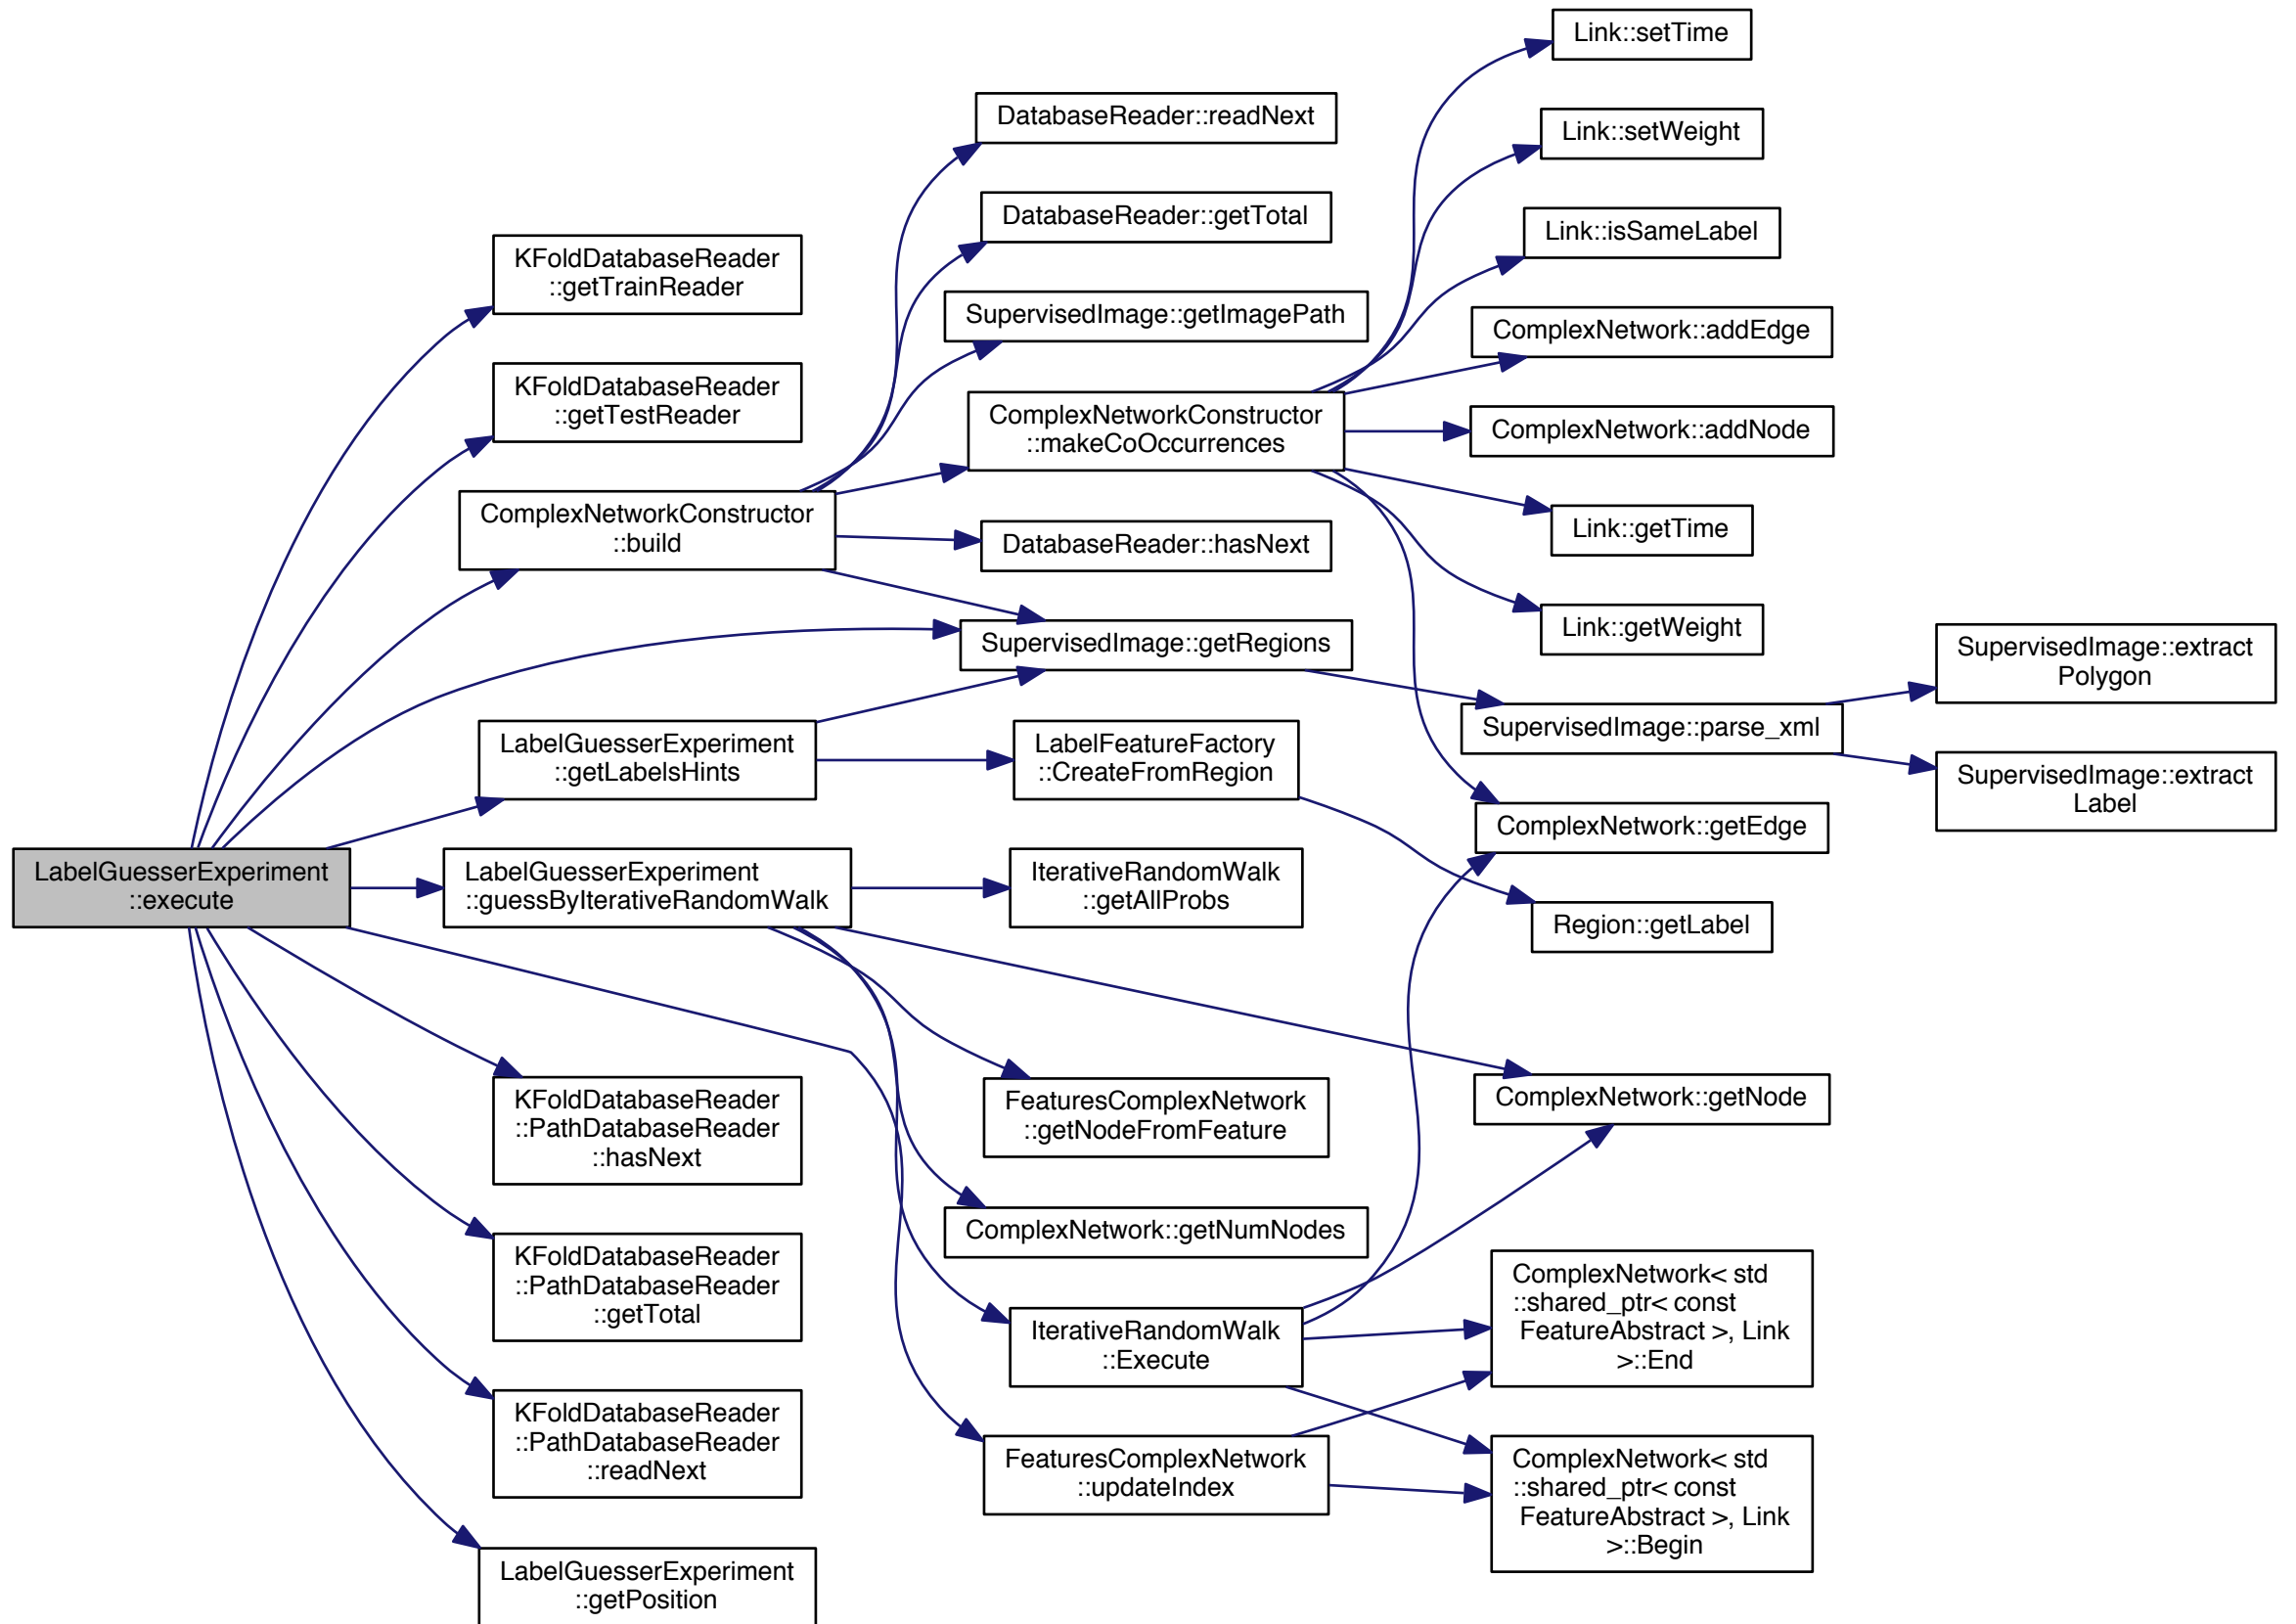 Link::setTime
DatabaseReader::readNext
Link::setWeight
DatabaseReader::getTotal
Link::isSameLabel
KFoldDatabaseReader
::getTrainReader
SupervisedImage::getImagePath
ComplexNetwork::addEdge
KFoldDatabaseReader
::getTestReader
ComplexNetworkConstructor
::makeCoOccurrences
ComplexNetwork::addNode
ComplexNetworkConstructor
::build
DatabaseReader::hasNext
Link::getTime
SupervisedImage::getRegions
Link::getWeight
SupervisedImage::extract
Polygon
SupervisedImage::parse_xml
LabelGuesserExperiment
::getLabelsHints
LabelFeatureFactory
::CreateFromRegion
SupervisedImage::extract
Label
ComplexNetwork::getEdge
LabelGuesserExperiment
::execute
LabelGuesserExperiment
::guessByIterativeRandomWalk
IterativeRandomWalk
::getAllProbs
Region::getLabel
KFoldDatabaseReader
::PathDatabaseReader
::hasNext
FeaturesComplexNetwork
::getNodeFromFeature
ComplexNetwork::getNode
ComplexNetwork::getNumNodes
KFoldDatabaseReader
::PathDatabaseReader
::getTotal
IterativeRandomWalk
::Execute
ComplexNetwork< std
::shared_ptr< const
FeatureAbstract >, Link
>::End
KFoldDatabaseReader
::PathDatabaseReader
::readNext
FeaturesComplexNetwork
::updateIndex
ComplexNetwork< std
::shared_ptr< const
FeatureAbstract >, Link
>::Begin
LabelGuesserExperiment
::getPosition